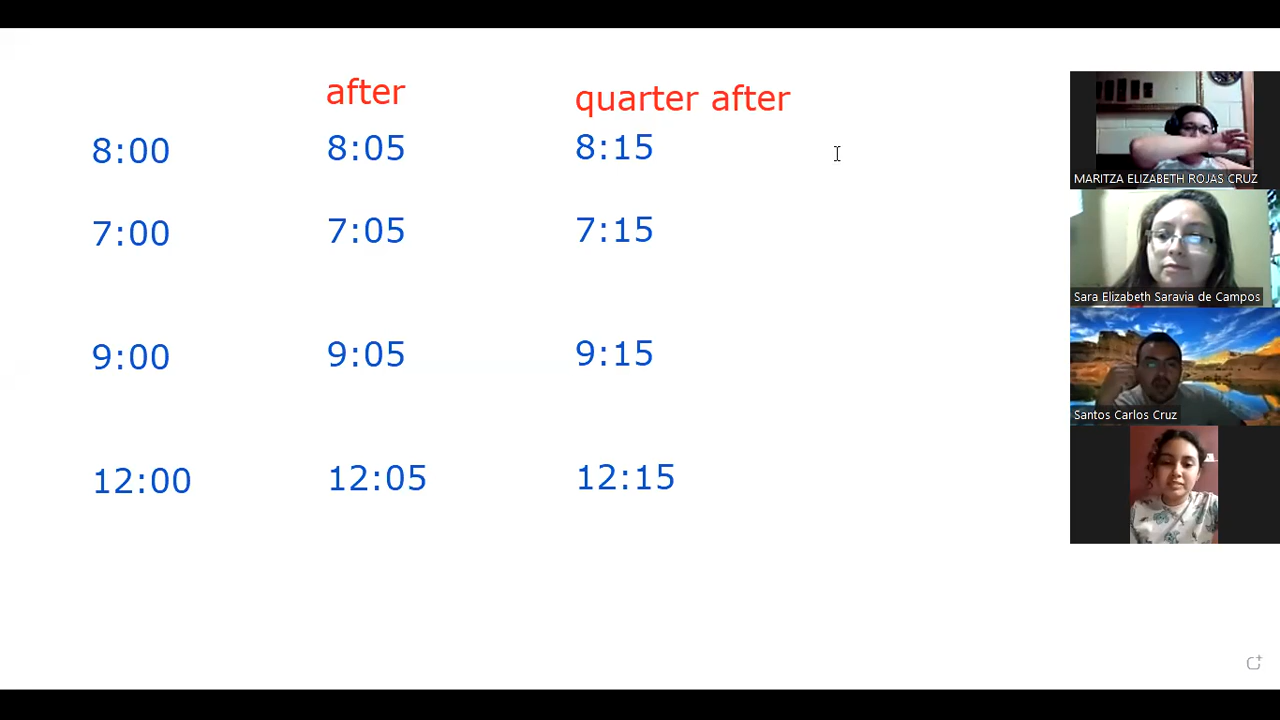 after quarter after
8:00 8:05 8:15
7:00 7:05 7:15
9:00 9:05 9:15
12:00 12:05 12:15
MARITZA ELIZABETH ROJAS CRUZ
Sara Elizabeth Saravia de Campos
Santos Carlos Cruz